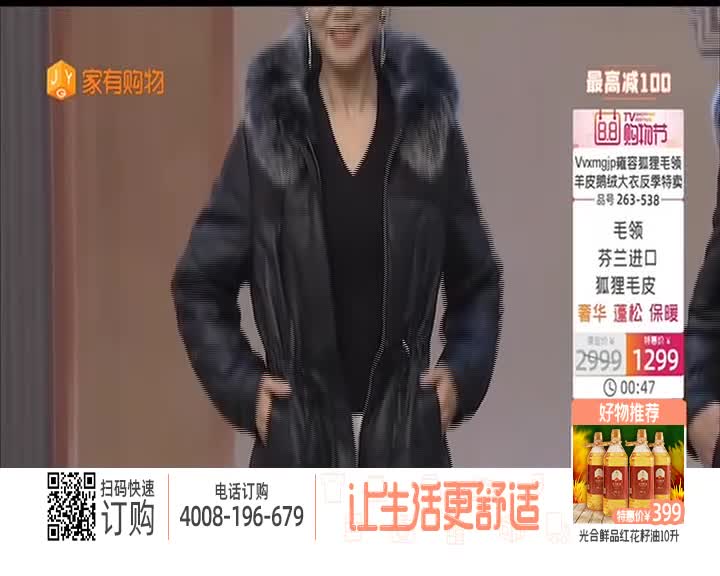 JYG 家有购物
最高减100
8.8 TV购物节
Vvxmgjp雍容狐狸毛领
羊皮鹅绒大衣反季特卖
品号 263-538
毛领
芬兰进口
狐狸毛皮
奢华 蓬松 保暖
特惠价¥
2999 1299
00:47
好物推荐
特惠价¥399
光合鲜品红花籽油10升
扫码快速
订购
电话订购
4008-196-679
让生活更舒适